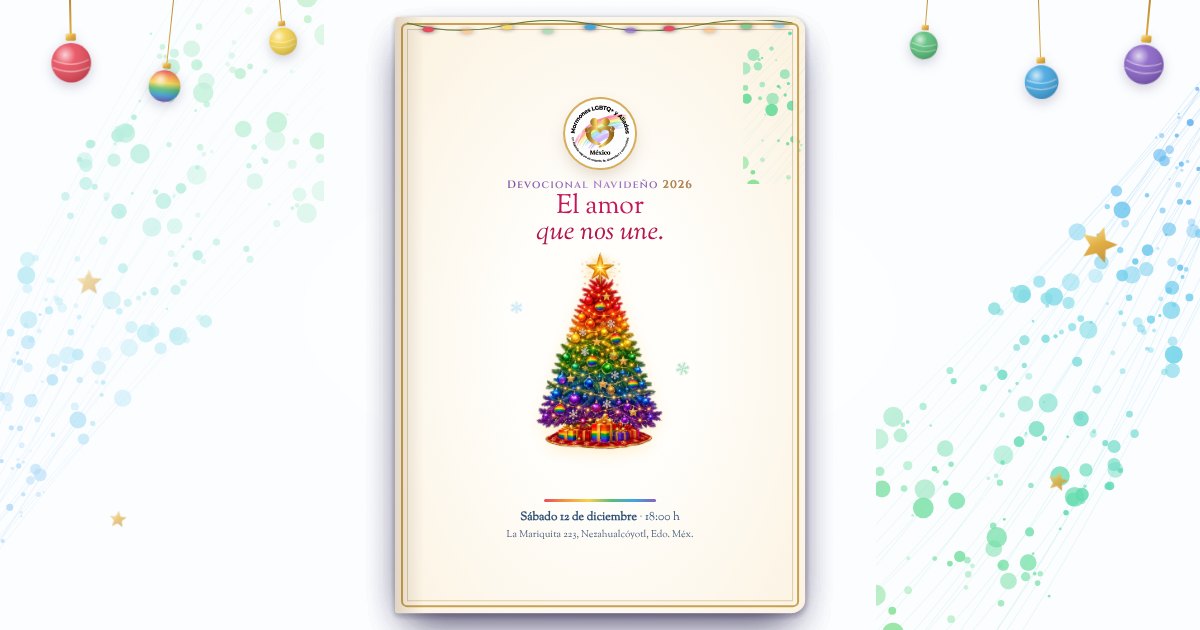 Mormones LGBTQ+ y Aliados
México
DEVOCIONAL NAVIDEÑO 2026
El amor
que nos une.
Sábado 12 de diciembre · 18:00 h
La Mariquita 223, Nezahualcóyotl, Edo. Méx.